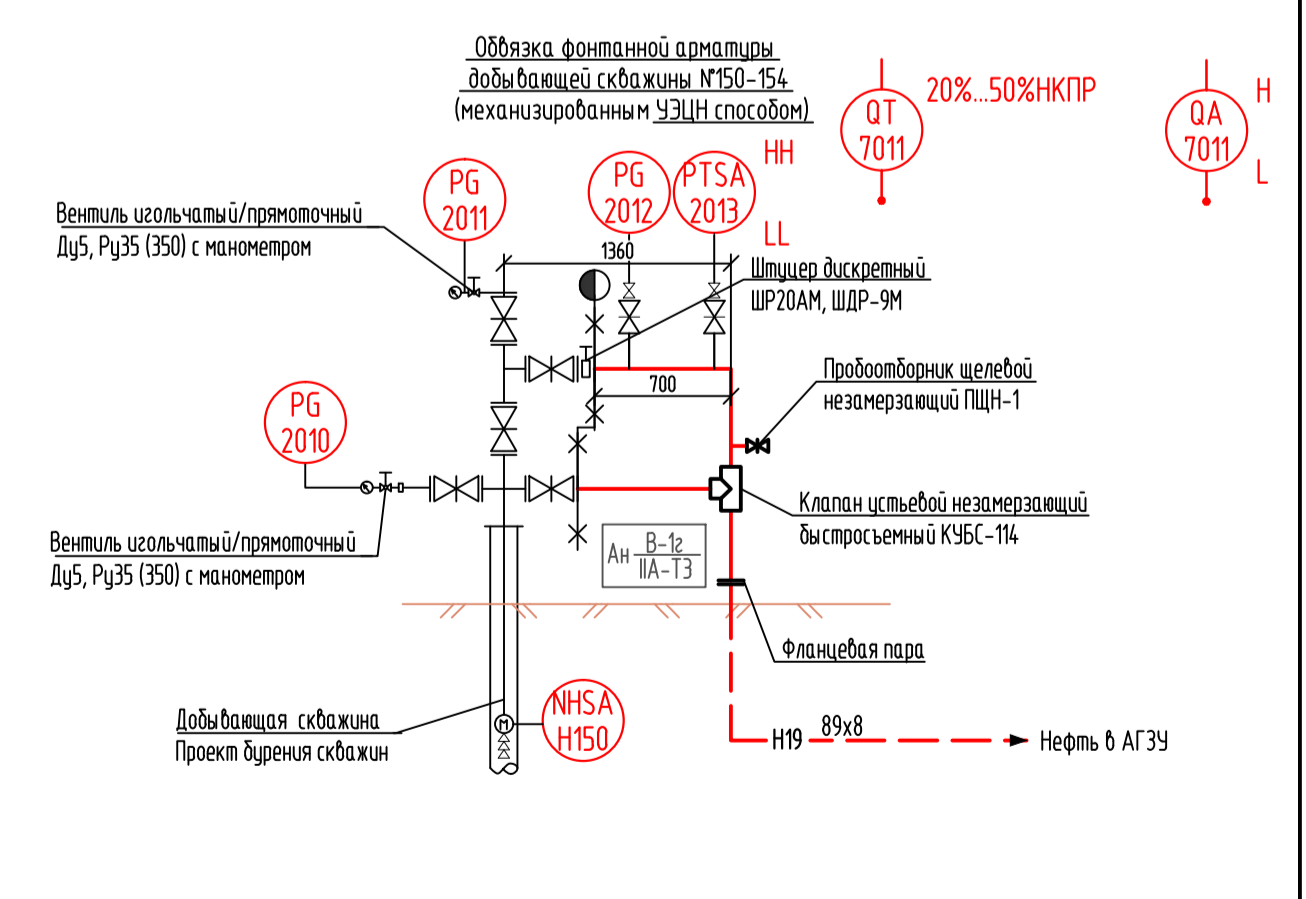 Обвязка фонтанной арматуры
добывающей скважины №150-154
(механизированным УЭЦН способом)
QT
7011
20%...50%НКПР
QA
7011
H
L
PG
2011
PG
2012
PTSA
2013
HH
LL
Вентиль игольчатый/прямоточный
Ду5, Ру35 (350) с манометром
1360
Штуцер дискретный
ШР20АМ, ШДР-9М
700
Пробоотборник щелевой
незамерзающий ПЩН-1
PG
2010
Клапан устьевой незамерзающий
быстросъемный КУБС-114
Вентиль игольчатый/прямоточный
Ду5, Ру35 (350) с манометром
Ан
В-1г
IIА-Т3
Фланцевая пара
NHSA
H150
Добывающая скважина
Проект бурения скважин
М
Н19
89х8
Нефть в АГЗУ